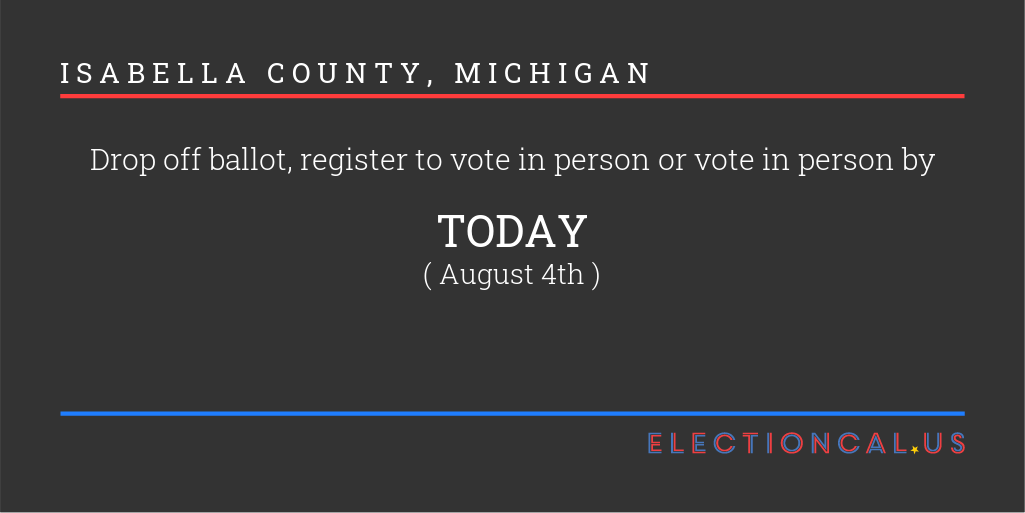 ISABELLA COUNTY, MICHIGAN
Drop off ballot, register to vote in person or vote in person by
TODAY
( August 4th )
ELECTIONCAL.US